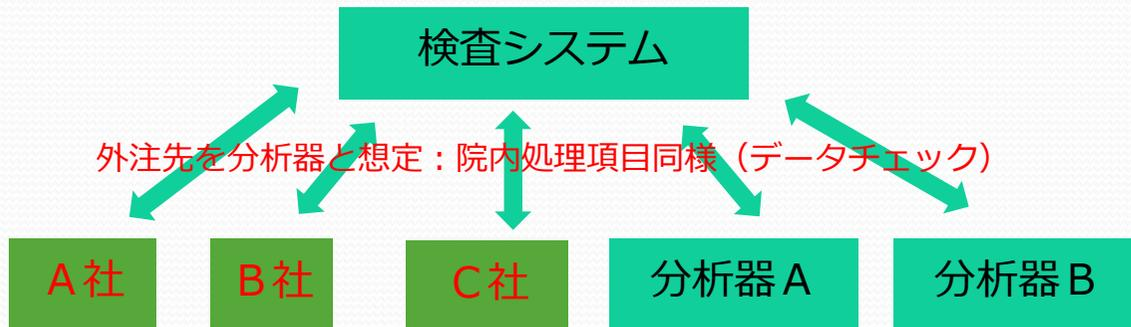 検査システム
外注先を分析器と想定：院内処理項目同様（データチェック）
Ａ社
Ｂ社
Ｃ社
分析器Ａ
分析器Ｂ